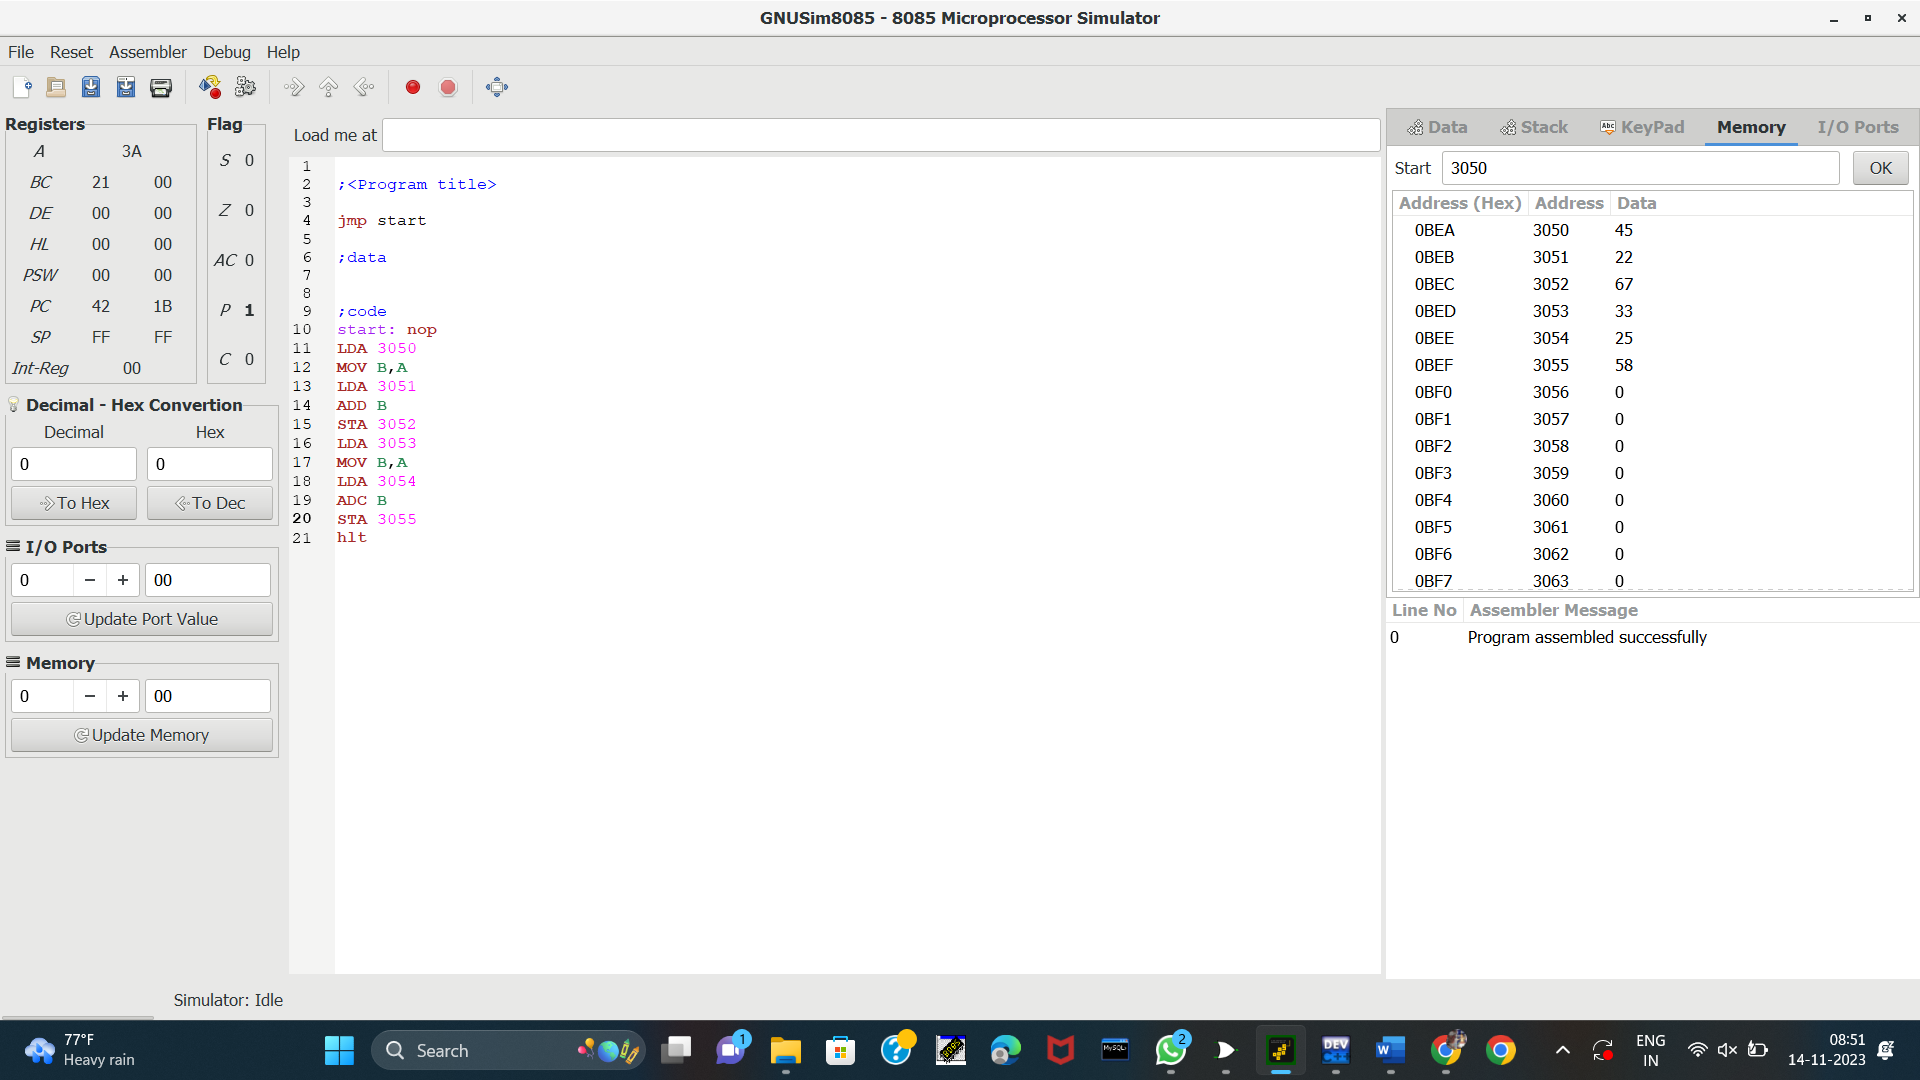 GNUSim8085 - 8085 Microprocessor Simulator
File Reset Assembler Debug Help
Registers
A 3A
BC 21 00
DE 00 00
HL 00 00
PSW 00 00
PC 42 1B
SP FF FF
Int-Reg 00
Flag
S 0
Z 0
AC 0
P 1
C 0
Decimal - Hex Convertion
Decimal Hex
0 0
To Hex To Dec
I/O Ports
0 − + 00
Update Port Value
Memory
0 − + 00
Update Memory
Load me at
1
2 ;<Program title>
3
4 jmp start
5
6 ;data
7
8
9 ;code
10 start: nop
11 LDA 3050
12 MOV B,A
13 LDA 3051
14 ADD B
15 STA 3052
16 LDA 3053
17 MOV B,A
18 LDA 3054
19 ADC B
20 STA 3055
21 hlt
Data Stack KeyPad Memory I/O Ports
Start 3050 OK
Address (Hex) Address Data
0BEA 3050 45
0BEB 3051 22
0BEC 3052 67
0BED 3053 33
0BEE 3054 25
0BEF 3055 58
0BF0 3056 0
0BF1 3057 0
0BF2 3058 0
0BF3 3059 0
0BF4 3060 0
0BF5 3061 0
0BF6 3062 0
0BF7 3063 0
Line No Assembler Message
0 Program assembled successfully
Simulator: Idle
77°F
Heavy rain
Search
1
2
ENG
IN
08:51
14-11-2023